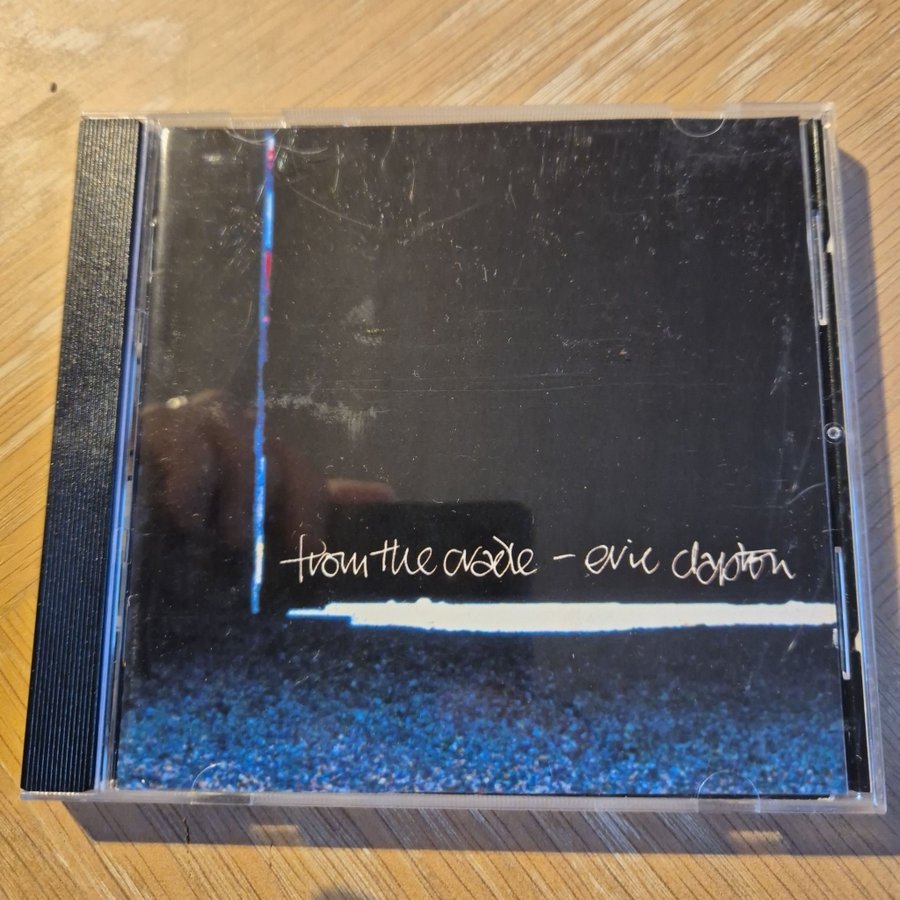 from the cradle - eric clapton